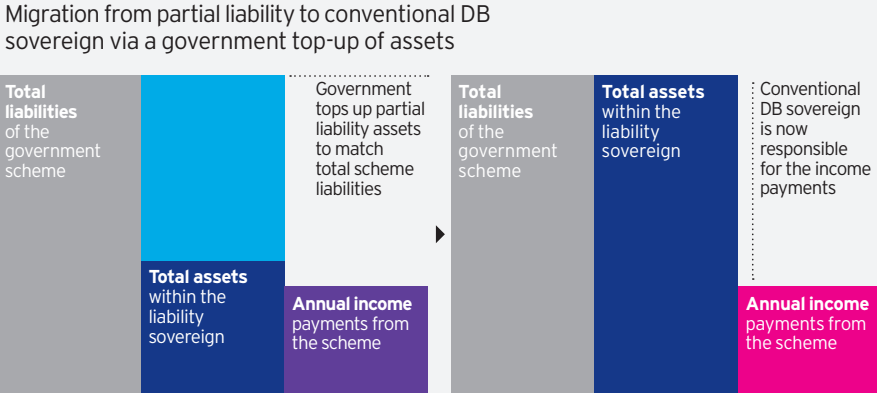 Migration from partial liability to conventional DB
sovereign via a government top-up of assets
Total
liabilities
of the
government
scheme
Total assets
within the
liability
sovereign
Government
tops up partial
liability assets
to match
total scheme
liabilities
Annual income
payments from
the scheme
Total
liabilities
of the
government
scheme
Total assets
within the
liability
sovereign
Conventional
DB sovereign
is now
responsible
for the income
payments
Annual income
payments from
the scheme